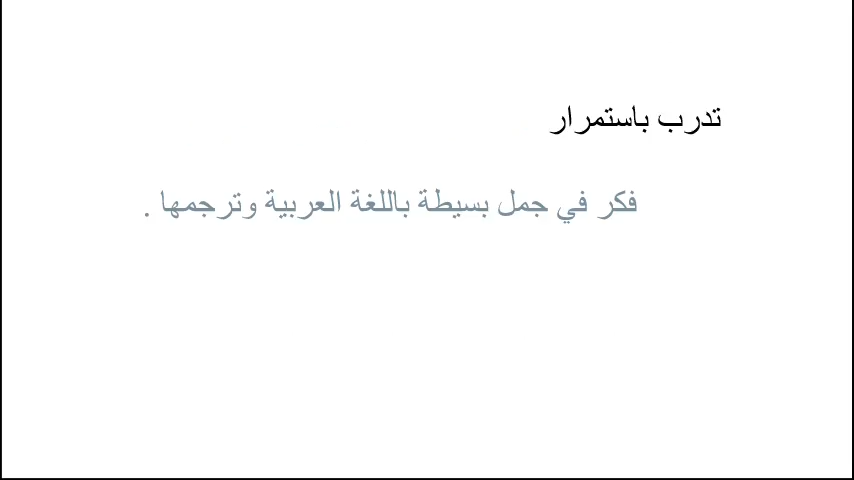 تدرب باستمرار
فكر في جمل بسيطة باللغة العربية وترجمها .